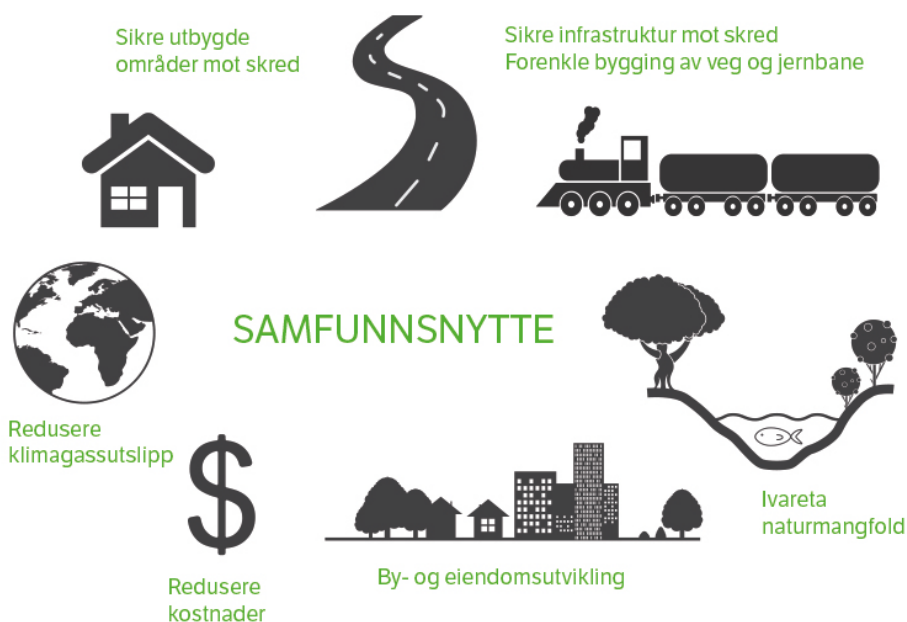 Sikre utbygde
områder mot skred
Sikre infrastruktur mot skred
Forenkle bygging av veg og jernbane
SAMFUNNSNYTTE
Redusere
klimagassutslipp
Ivareta
naturmangfold
By- og eiendomsutvikling
Redusere
kostnader